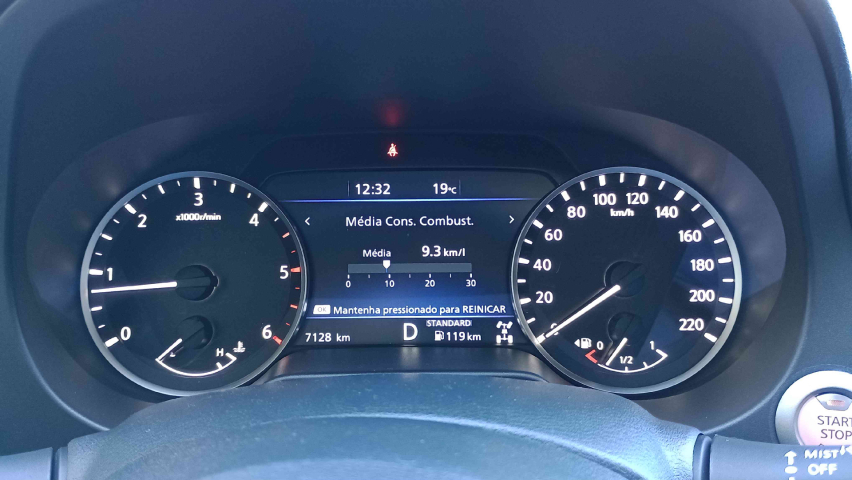 12:32 19°C
Média Cons. Combust.
Média 9.3 km/l
0 10 20 30
OK Mantenha pressionado para REINICAR
7128 km D STANDARD 119 km
x1000r/min
0 1 2 3 4 5 6
H
km/h
0 20 40 60 80 100 120 140 160 180 200 220
0 1/2 1
START
STOP
MIST
OFF